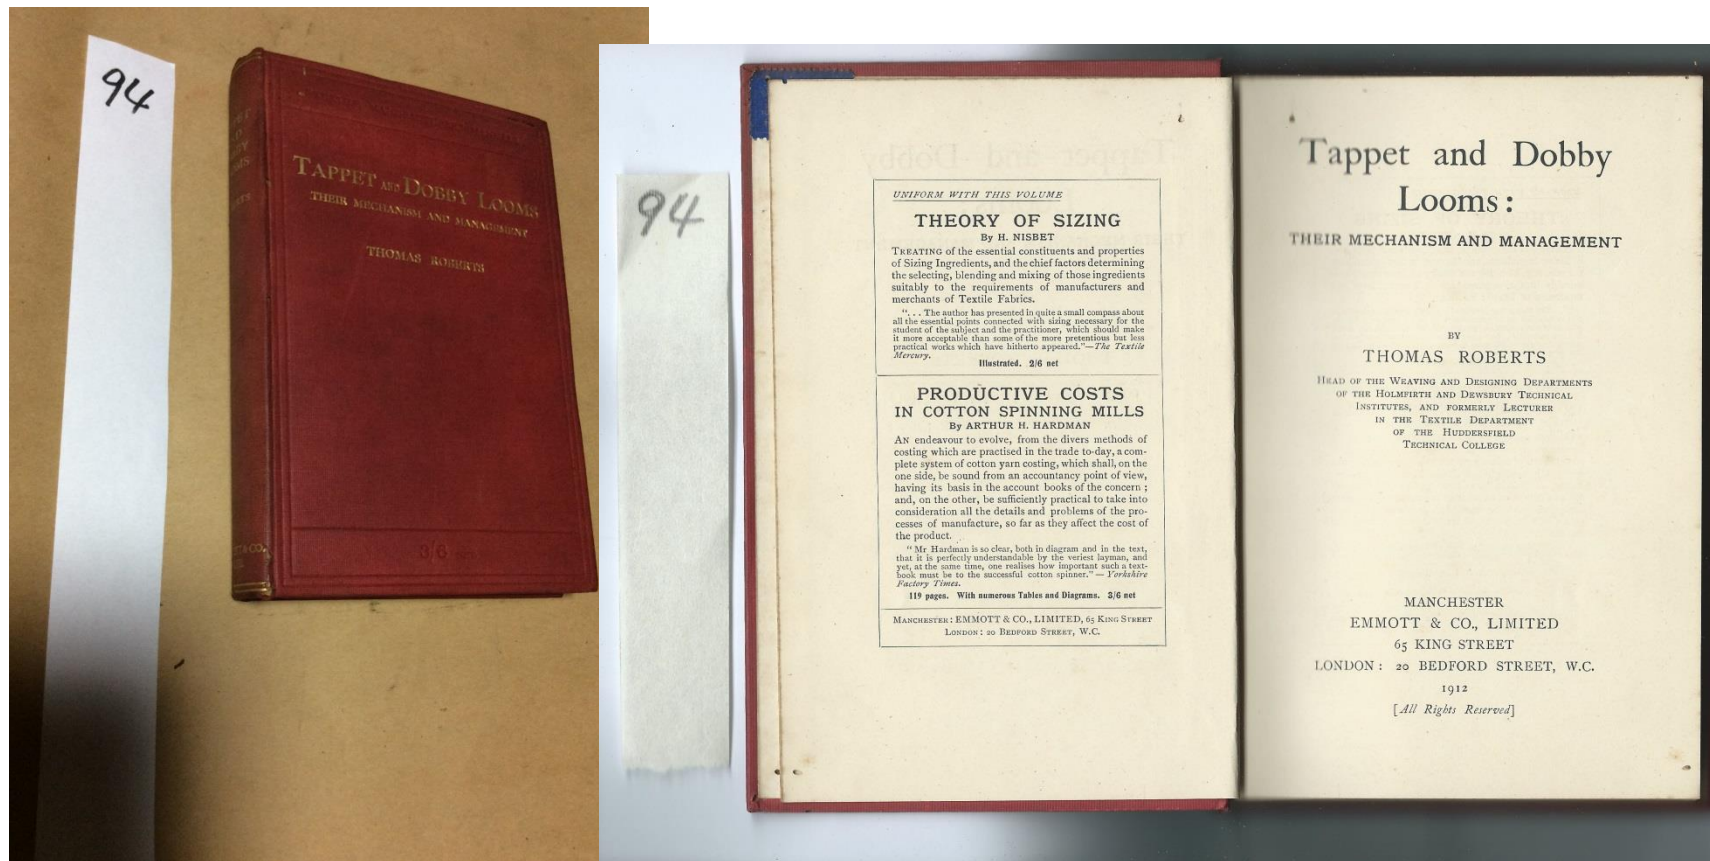 94
TAPPET AND DOBBY LOOMS
THEIR MECHANISM AND MANAGEMENT
THOMAS ROBERTS
3/6 NET
94
UNIFORM WITH THIS VOLUME
THEORY OF SIZING
By H. NISBET
TREATING of the essential constituents and properties
of Sizing Ingredients, and the chief factors determining
the selecting, blending and mixing of those ingredients
suitably to the requirements of manufacturers and
merchants of Textile Fabrics.
". . . The author has presented in quite a small compass about
all the essential points connected with sizing necessary for the
student of the subject and the practitioner, which should make
it more acceptable than some of the more pretentious but less
practical works which have hitherto appeared."—The Textile
Mercury.
Illustrated. 2/6 net
PRODUCTIVE COSTS
IN COTTON SPINNING MILLS
By ARTHUR H. HARDMAN
AN endeavour to evolve, from the divers methods of
costing which are practised in the trade to-day, a com-
plete system of cotton yarn costing, which shall, on the
one side, be sound from an accountancy point of view,
having its basis in the account books of the concern ;
and, on the other, be sufficiently practical to take into
consideration all the details and problems of the pro-
cesses of manufacture, so far as they affect the cost of
the product.
"Mr Hardman is so clear, both in diagram and in the text,
that it is perfectly understandable by the veriest layman, and
yet, at the same time, one realises how important such a text-
book must be to the successful cotton spinner."—Yorkshire
Factory Times.
119 pages. With numerous Tables and Diagrams. 3/6 net
MANCHESTER: EMMOTT & CO., LIMITED, 65 KING STREET
LONDON: 20 BEDFORD STREET, W.C.
Tappet and Dobby
Looms:
THEIR MECHANISM AND MANAGEMENT
BY
THOMAS ROBERTS
HEAD OF THE WEAVING AND DESIGNING DEPARTMENTS
OF THE HOLMFIRTH AND DEWSBURY TECHNICAL
INSTITUTES, AND FORMERLY LECTURER
IN THE TEXTILE DEPARTMENT
OF THE HUDDERSFIELD
TECHNICAL COLLEGE
MANCHESTER
EMMOTT & CO., LIMITED
65 KING STREET
LONDON: 20 BEDFORD STREET, W.C.
1912
[All Rights Reserved]